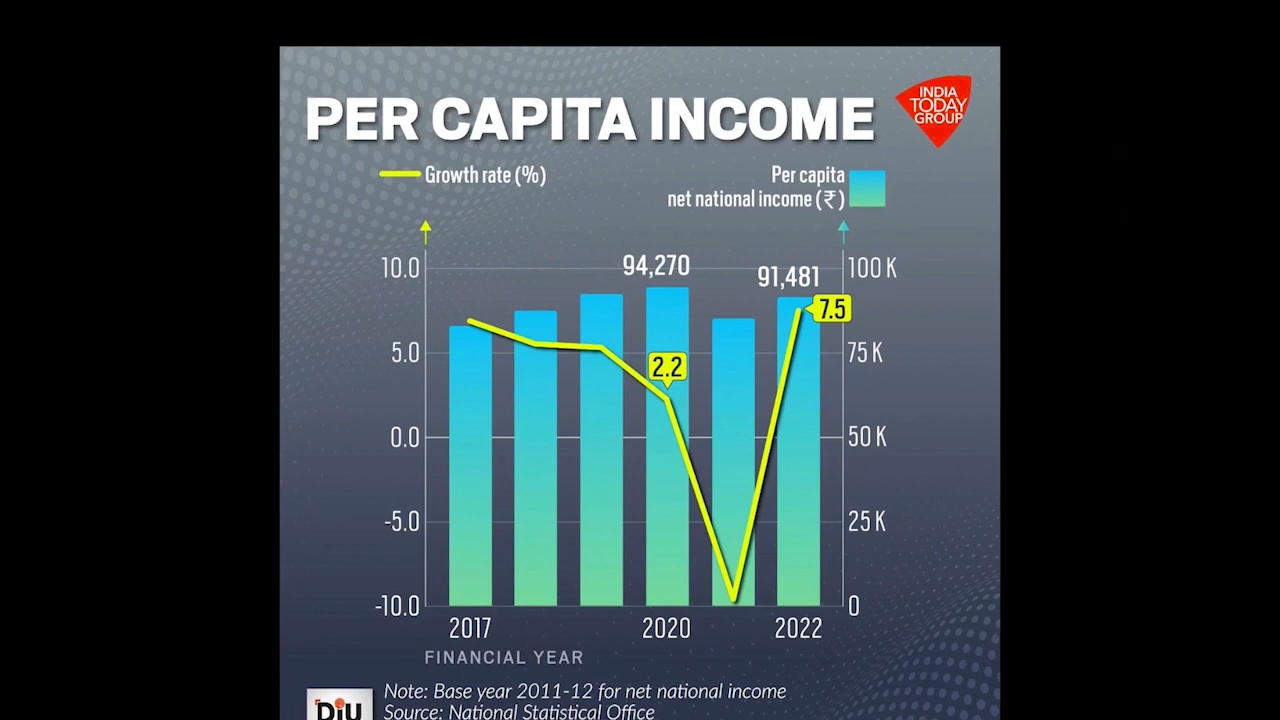 PER CAPITA INCOME
INDIA
TODAY
GROUP
Growth rate (%)
Per capita
net national income (₹)
10.0
5.0
0.0
-5.0
-10.0
94,270
91,481
2.2
7.5
100 K
75 K
50 K
25 K
0
2017
2020
2022
FINANCIAL YEAR
DIU
Note: Base year 2011-12 for net national income
Source: National Statistical Office